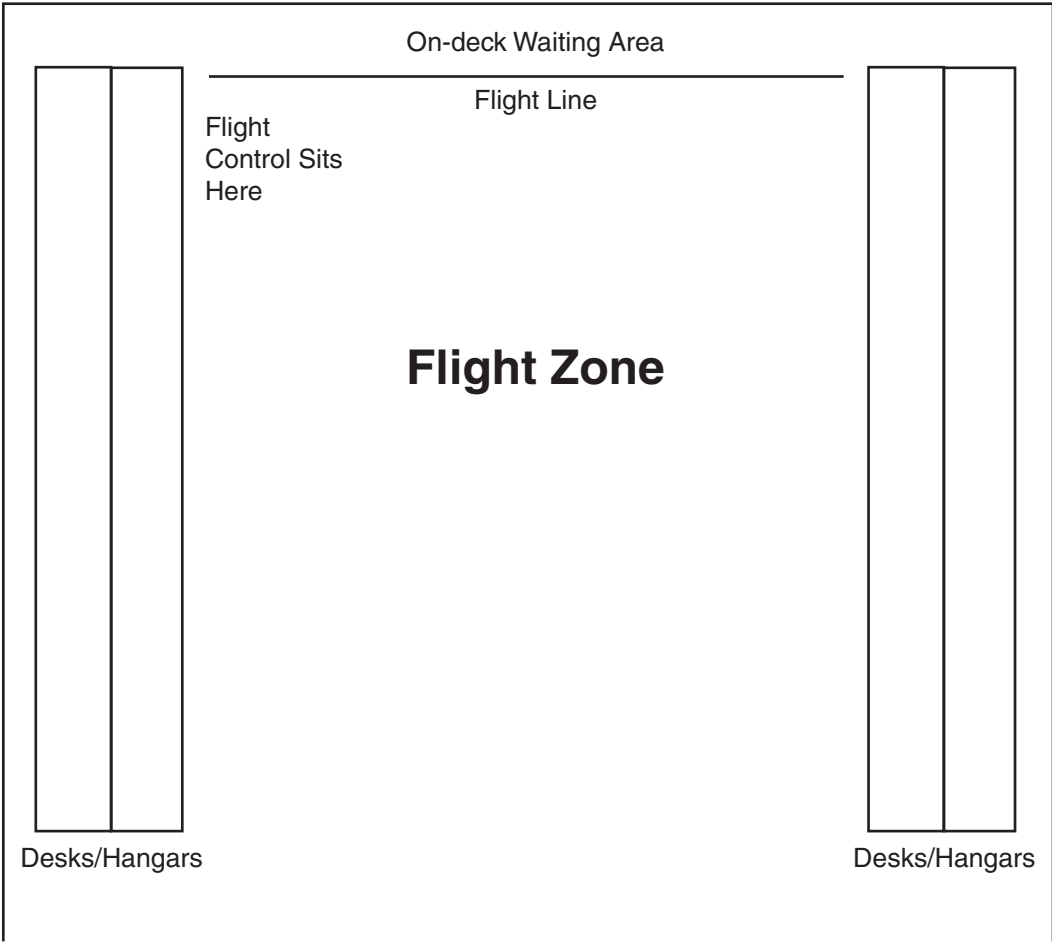 On-deck Waiting Area
Flight Line
Flight
Control Sits
Here
Flight Zone
Desks/Hangars
Desks/Hangars